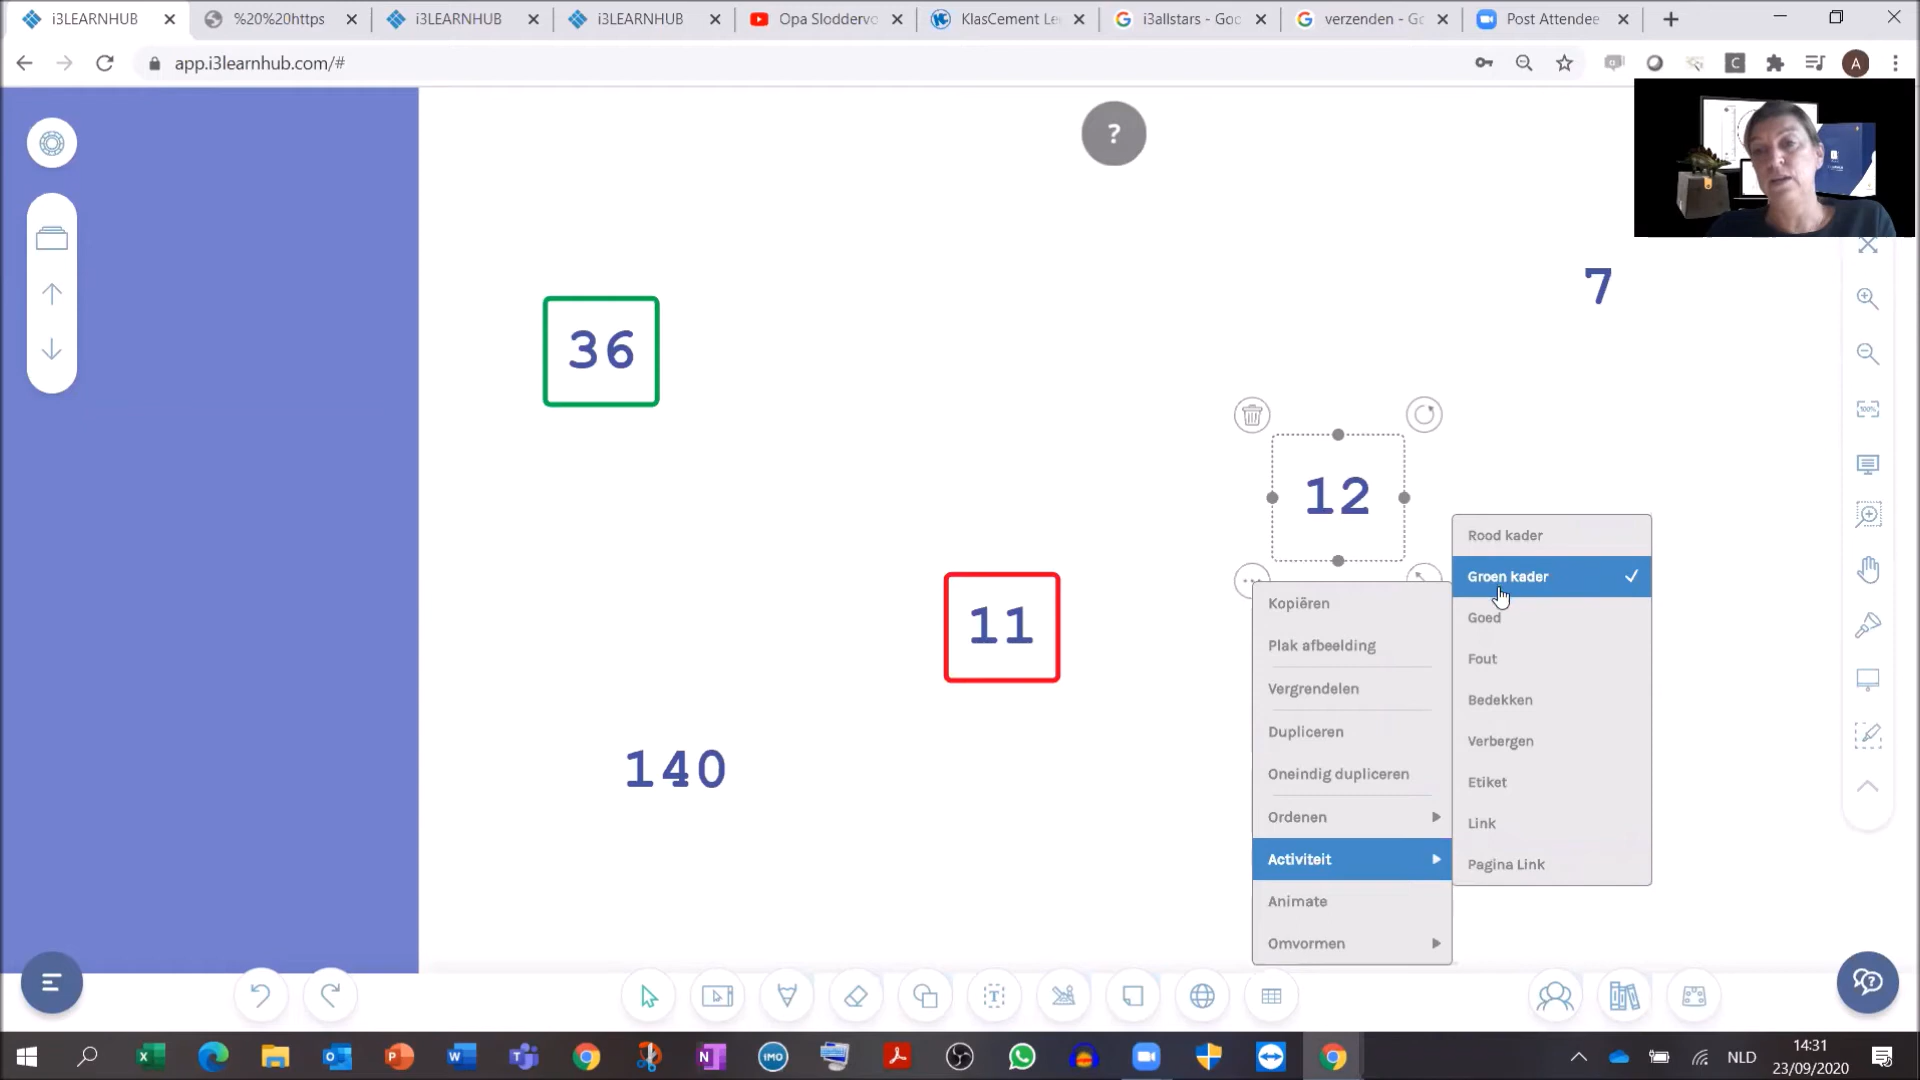 i3LEARNHUB
%20%20https
i3LEARNHUB
i3LEARNHUB
Opa Sloddervo
KlasCement Le
i3allstars - Goo
verzenden - Go
Post Attendee
app.i3learnhub.com/#
C
A
?
7
36
12
Rood kader
Groen kader
11
Kopiëren
Goed
Plak afbeelding
Fout
Vergrendelen
Bedekken
Dupliceren
Verbergen
140
Oneindig dupliceren
Etiket
Ordenen
Link
Activiteit
Pagina Link
Animate
Omvormen
100%
14:31
NLD
23/09/2020